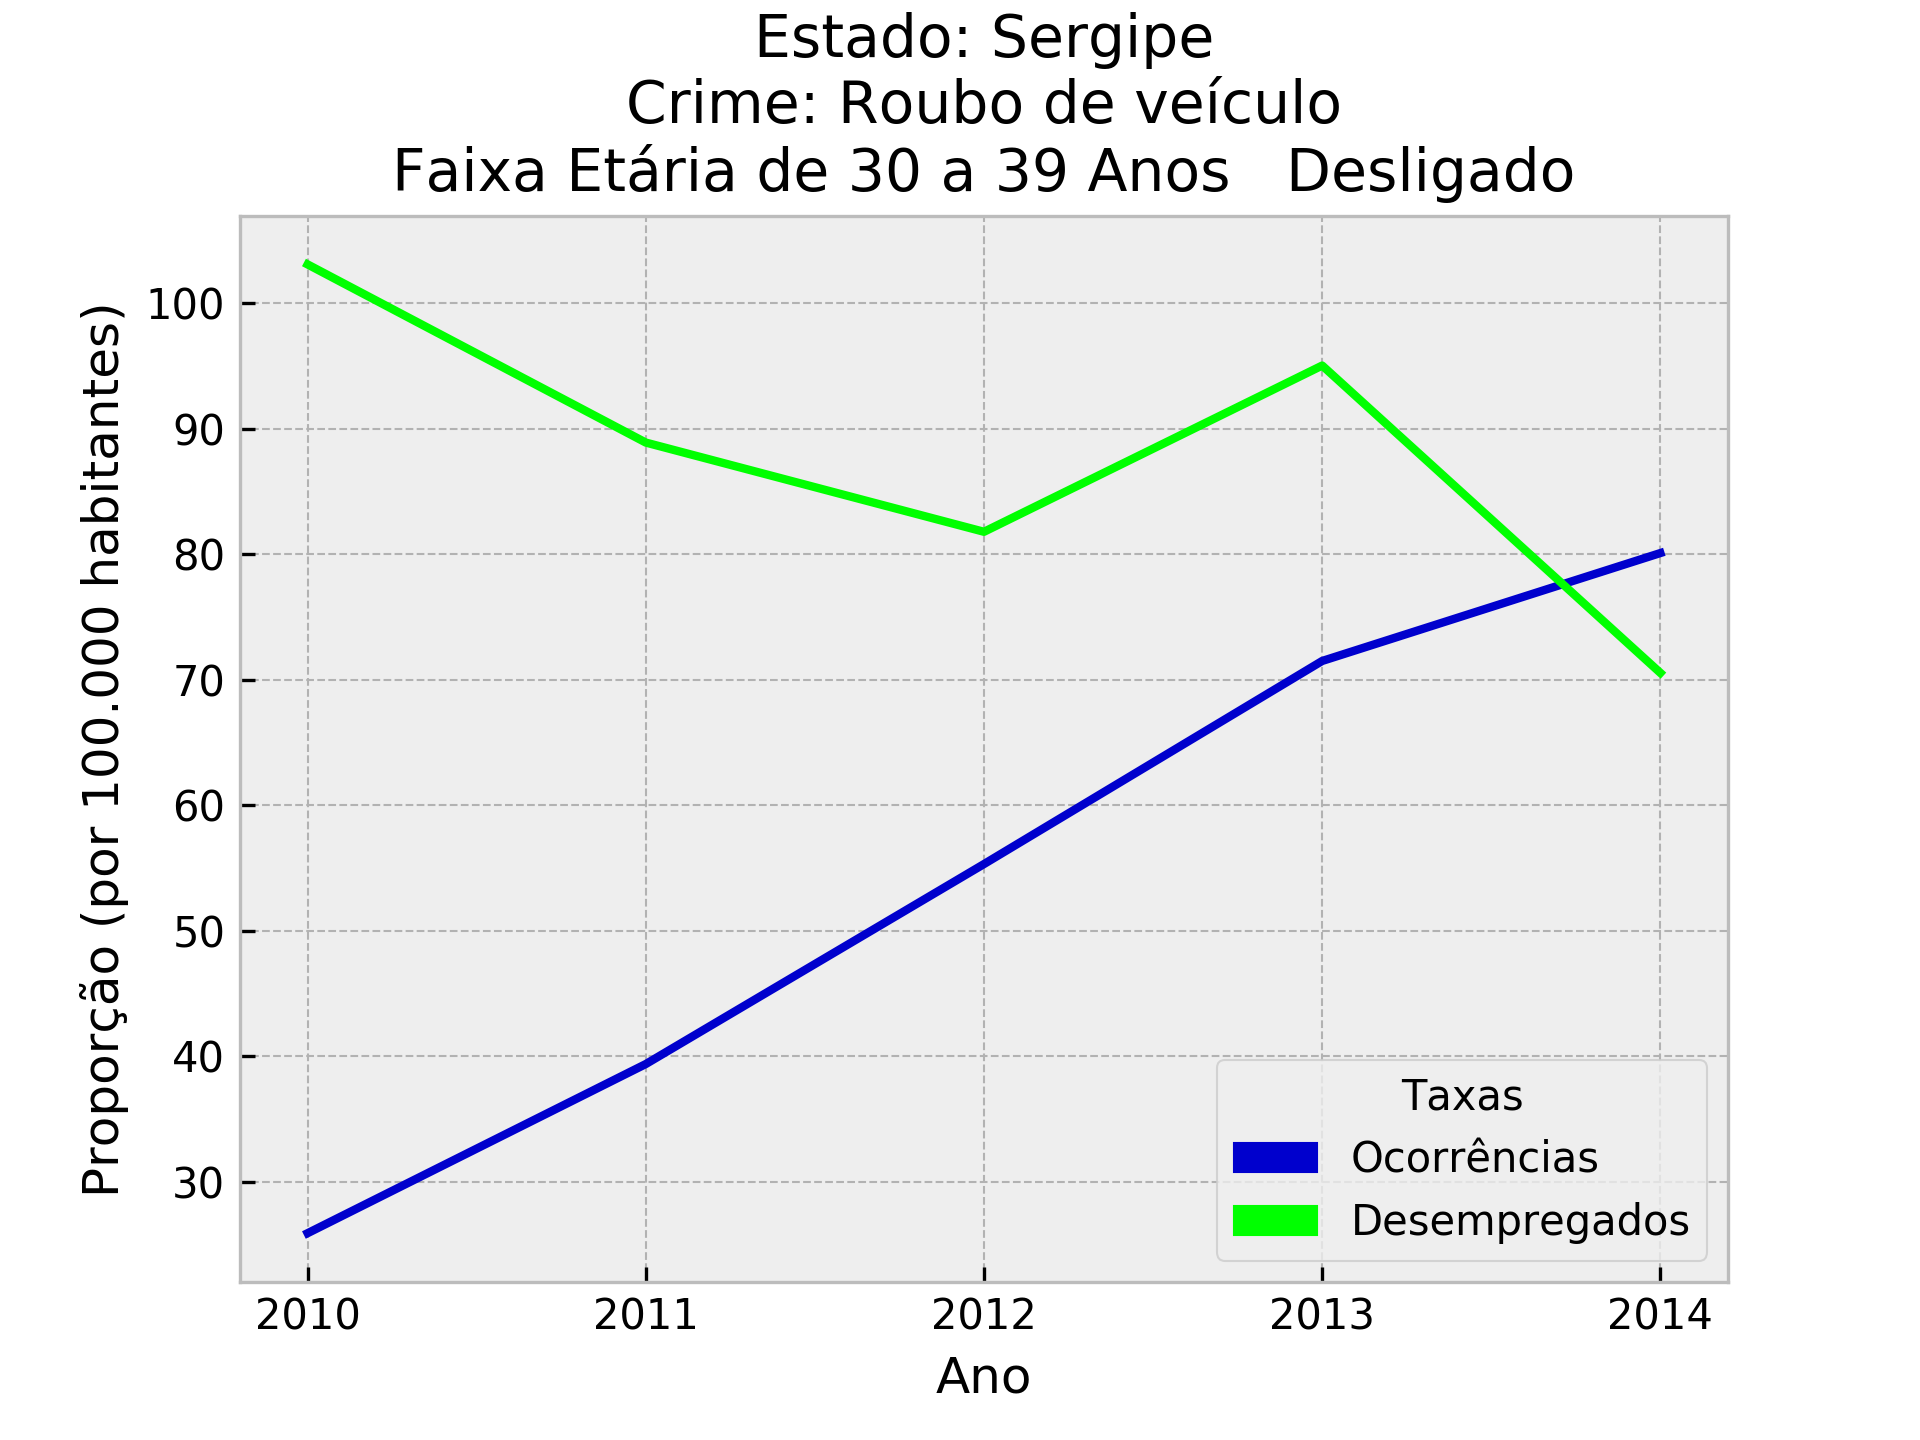 Estado: Sergipe
Crime: Roubo de veículo
Faixa Etária de 30 a 39 Anos   Desligado
Proporção (por 100.000 habitantes)
100
90
80
70
60
50
40
30
Taxas
Ocorrências
Desempregados
2010
2011
2012
2013
2014
Ano